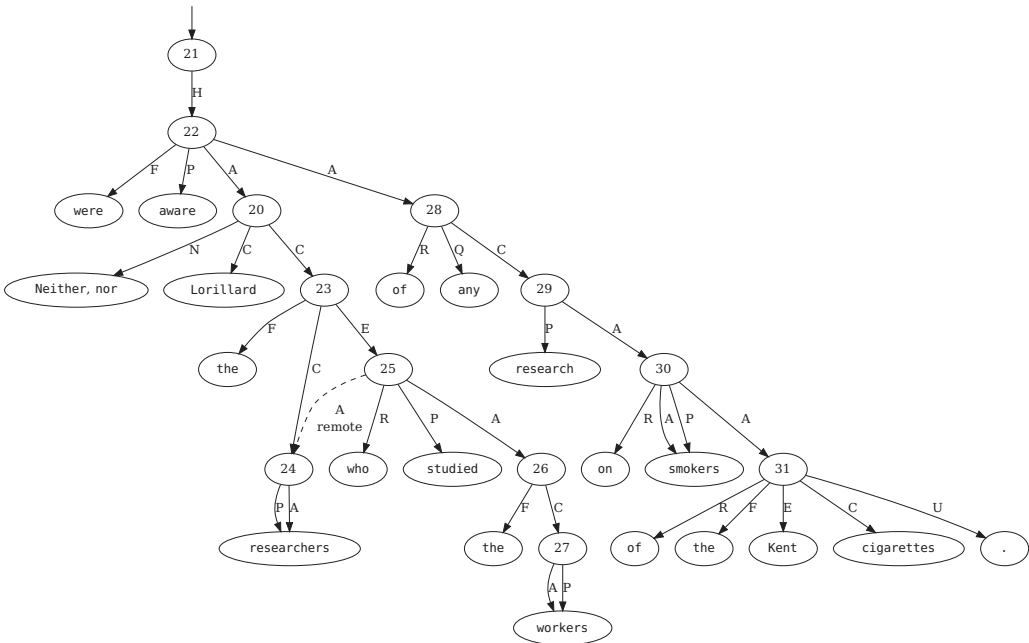 21
H
22
F P A A
were aware 20 28
N C C R Q C
Neither, nor Lorillard 23 of any 29
F E P A
the C 25 research 30
A
remote R P A R A P A
24 who studied 26 on smokers 31
P A F C R F E C U
researchers the 27 of the Kent cigarettes .
A P
workers